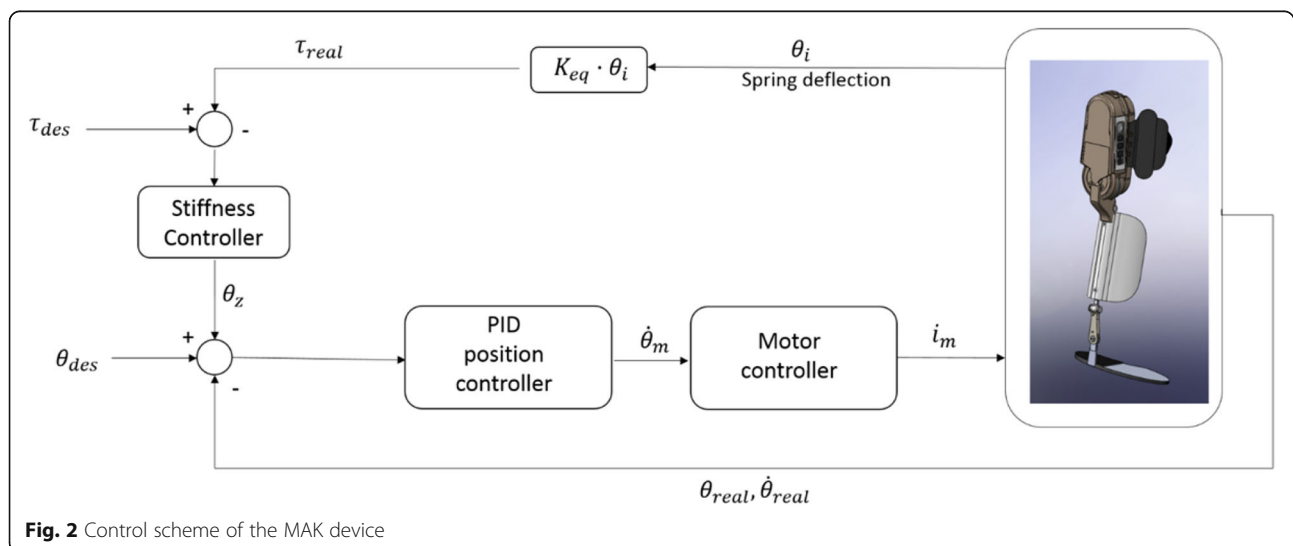 τ_real
K_eq · θ_i
θ_i
Spring deflection
+
-
τ_des
Stiffness
Controller
θ_z
+
-
θ_des
PID
position
controller
θ̇_m
Motor
controller
i_m
θ_real, θ̇_real
Fig. 2 Control scheme of the MAK device